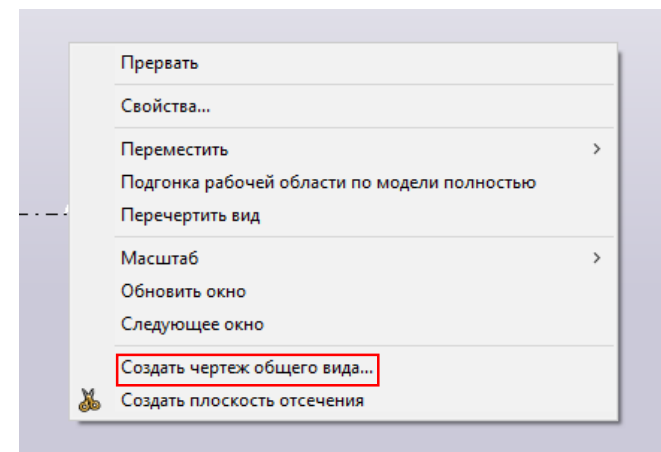 Прервать
Свойства...
Переместить
Подгонка рабочей области по модели полностью
Перечертить вид
Масштаб
Обновить окно
Следующее окно
Создать чертеж общего вида...
Создать плоскость отсечения